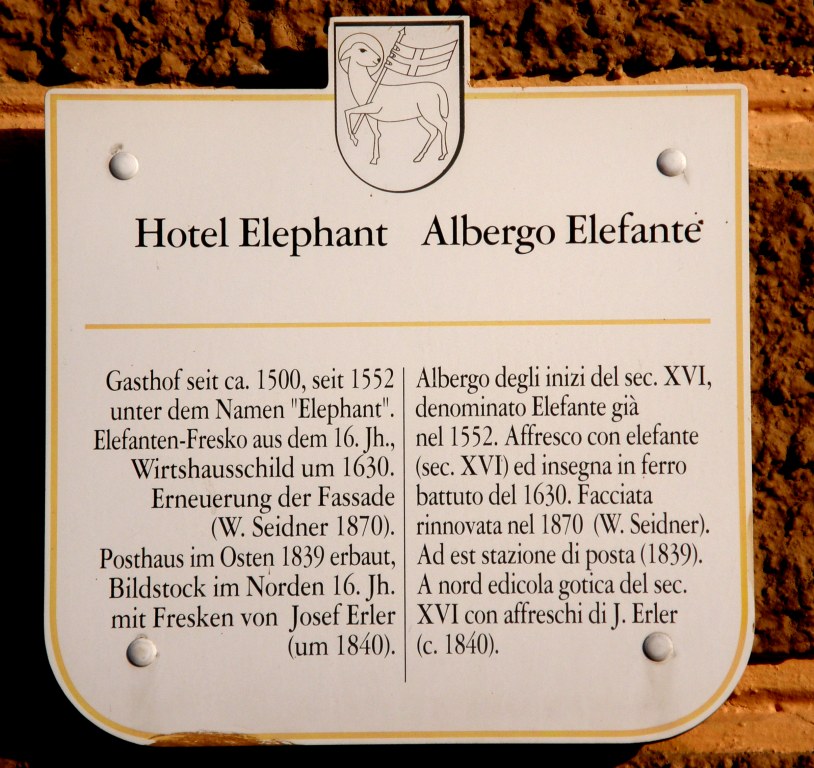 Hotel Elephant
Albergo Elefante
Gasthof seit ca. 1500, seit 1552
unter dem Namen "Elephant".
Elefanten-Fresko aus dem 16. Jh.,
Wirtshausschild um 1630.
Erneuerung der Fassade
(W. Seidner 1870).
Posthaus im Osten 1839 erbaut,
Bildstock im Norden 16. Jh.
mit Fresken von Josef Erler
(um 1840).
Albergo degli inizi del sec. XVI,
denominato Elefante già
nel 1552. Affresco con elefante
(sec. XVI) ed insegna in ferro
battuto del 1630. Facciata
rinnovata nel 1870 (W. Seidner).
Ad est stazione di posta (1839).
A nord edicola gotica del sec.
XVI con affreschi di J. Erler
(c. 1840).